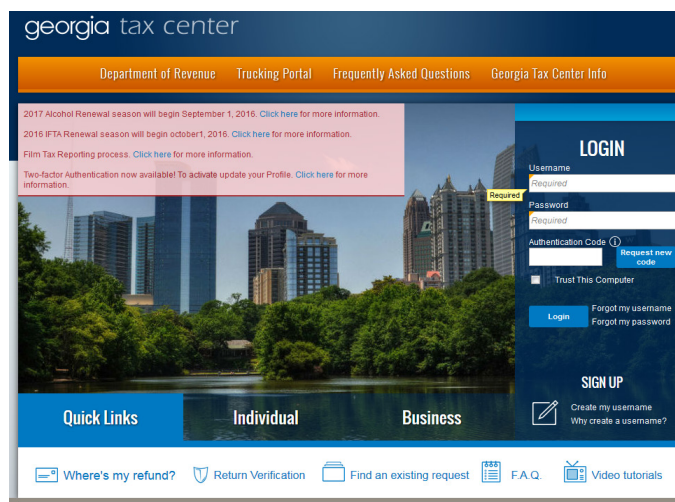 georgia tax center
Department of Revenue Trucking Portal Frequently Asked Questions Georgia Tax Center Info
2017 Alcohol Renewal season will begin September 1, 2016. Click here for more information.
2016 IFTA Renewal season will begin october1, 2016. Click here for more information.
Film Tax Reporting process. Click here for more information.
Two-factor Authentication now available! To activate update your Profile. Click here for more
information.
LOGIN
Username
Required
Required
Password
Required
Authentication Code i
Request new
code
Trust This Computer
Login
Forgot my username
Forgot my password
SIGN UP
Create my username
Why create a username?
Quick Links Individual Business
Where's my refund? Return Verification Find an existing request F.A.Q. Video tutorials